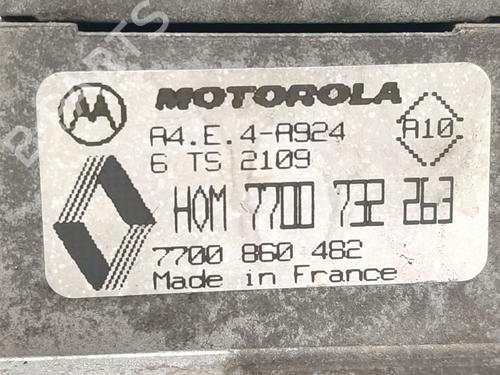 MOTOROLA
A4.E.4-A924
A10
6 TS 2109
HOM 7700 732 263
7700 860 482
Made in France